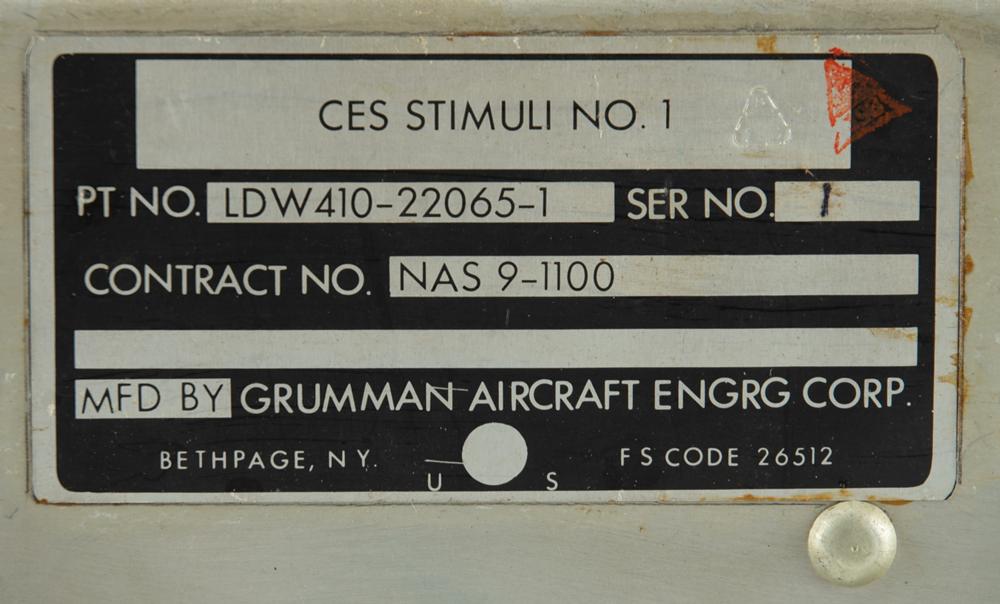 CES STIMULI NO. 1
PT NO. LDW410-22065-1 SER NO. 1
CONTRACT NO. NAS 9-1100
MFD BY GRUMMAN AIRCRAFT ENGRG CORP.
BETHPAGE, N.Y. FS CODE 26512
U S